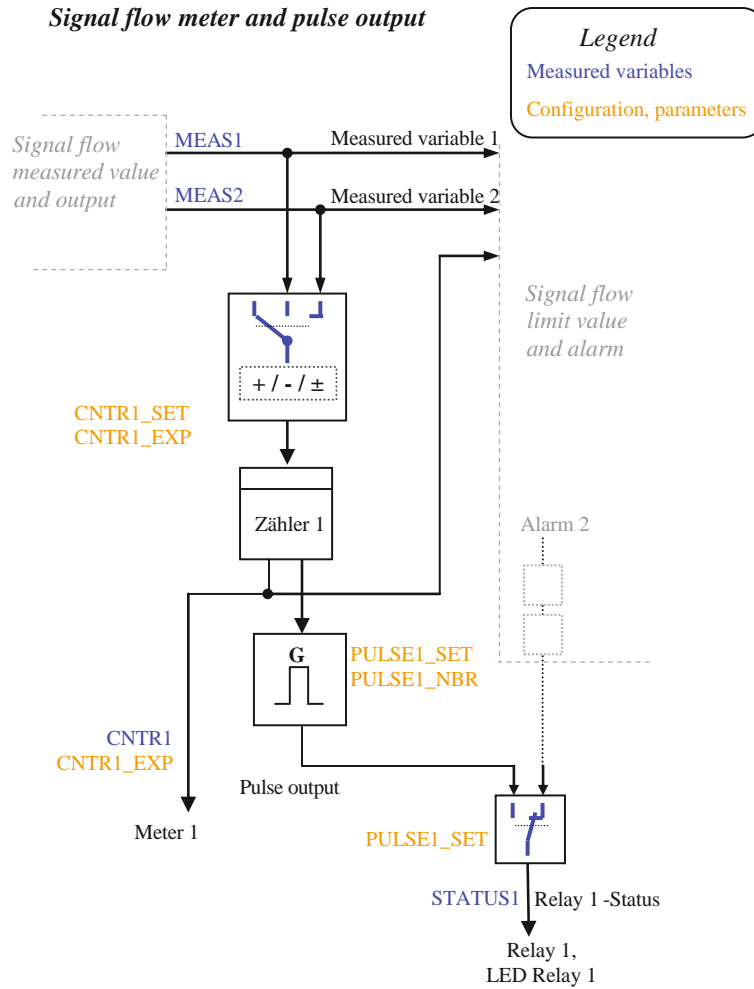 Signal flow meter and pulse output
Legend
Measured variables
Configuration, parameters
Signal flow
measured value
and output
MEAS1
Measured variable 1
MEAS2
Measured variable 2
Signal flow
limit value
and alarm
+ / - / ±
CNTR1_SET
CNTR1_EXP
Zähler 1
Alarm 2
G
PULSE1_SET
PULSE1_NBR
CNTR1
CNTR1_EXP
Pulse output
Meter 1
PULSE1_SET
STATUS1
Relay 1 -Status
Relay 1,
LED Relay 1